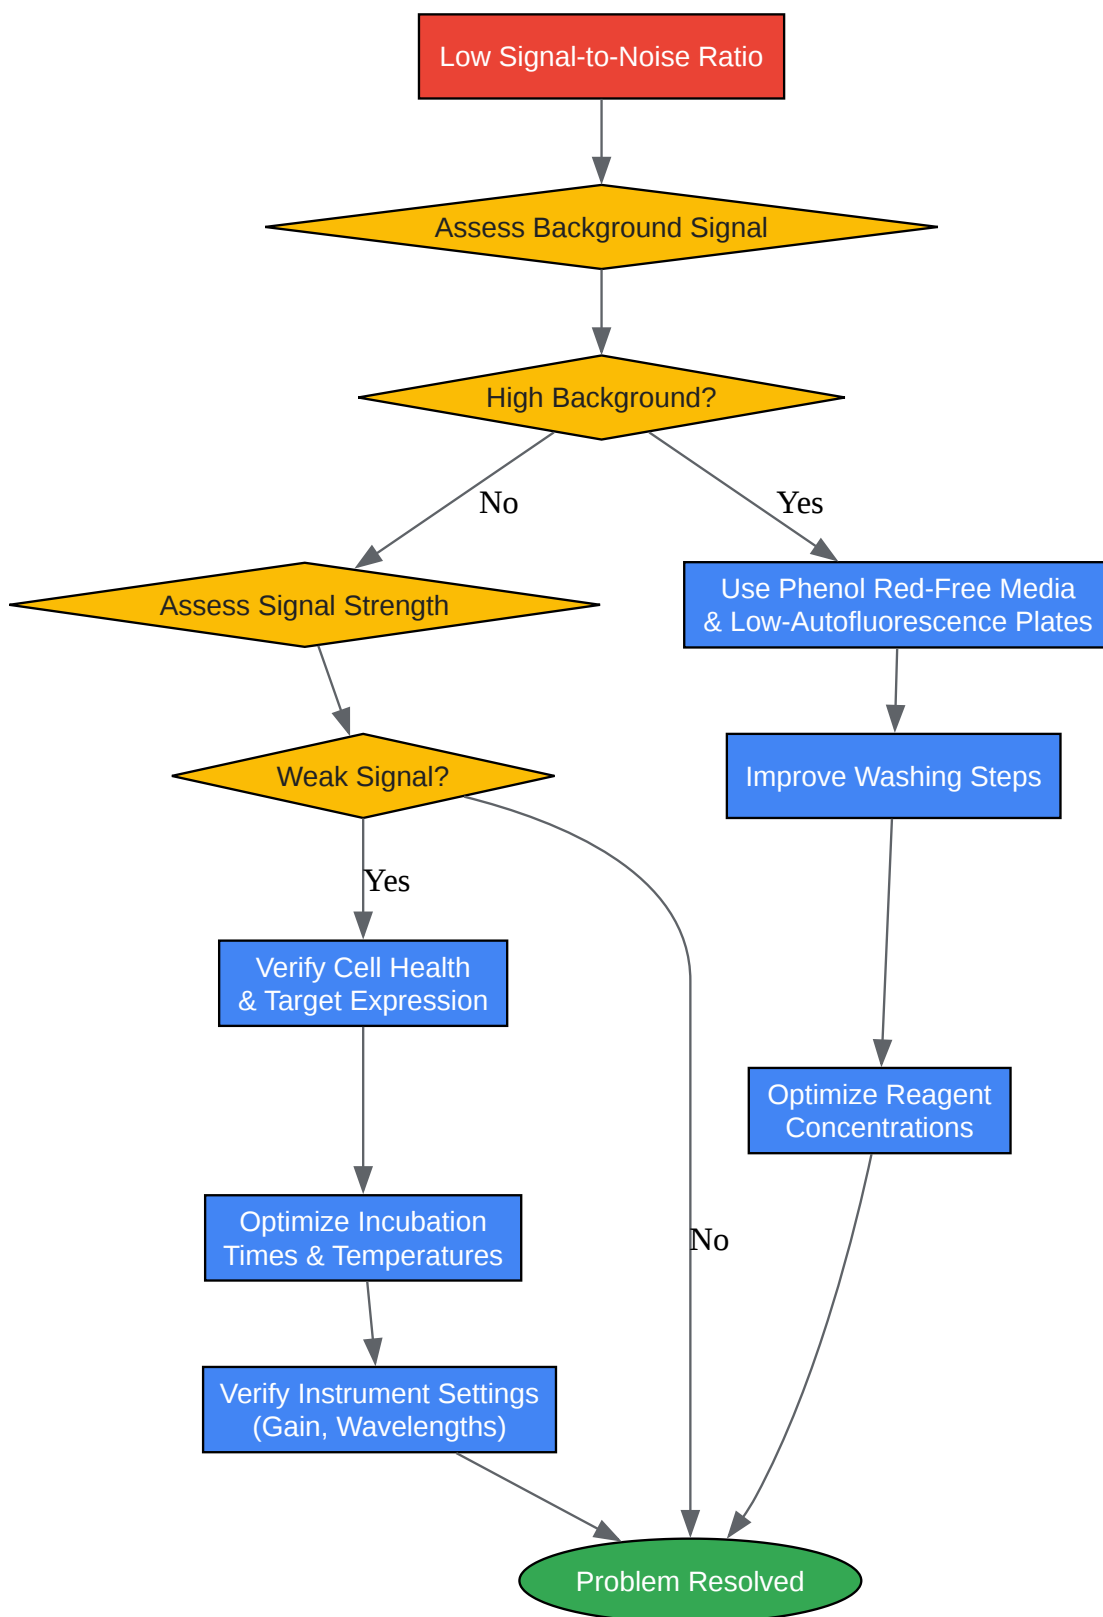 Low Signal-to-Noise Ratio
Assess Background Signal
High Background?
No
Yes
Assess Signal Strength
Use Phenol Red-Free Media
& Low-Autofluorescence Plates
Weak Signal?
Improve Washing Steps
Yes
Verify Cell Health
& Target Expression
Optimize Reagent
Concentrations
Optimize Incubation
Times & Temperatures
No
Verify Instrument Settings
(Gain, Wavelengths)
Problem Resolved